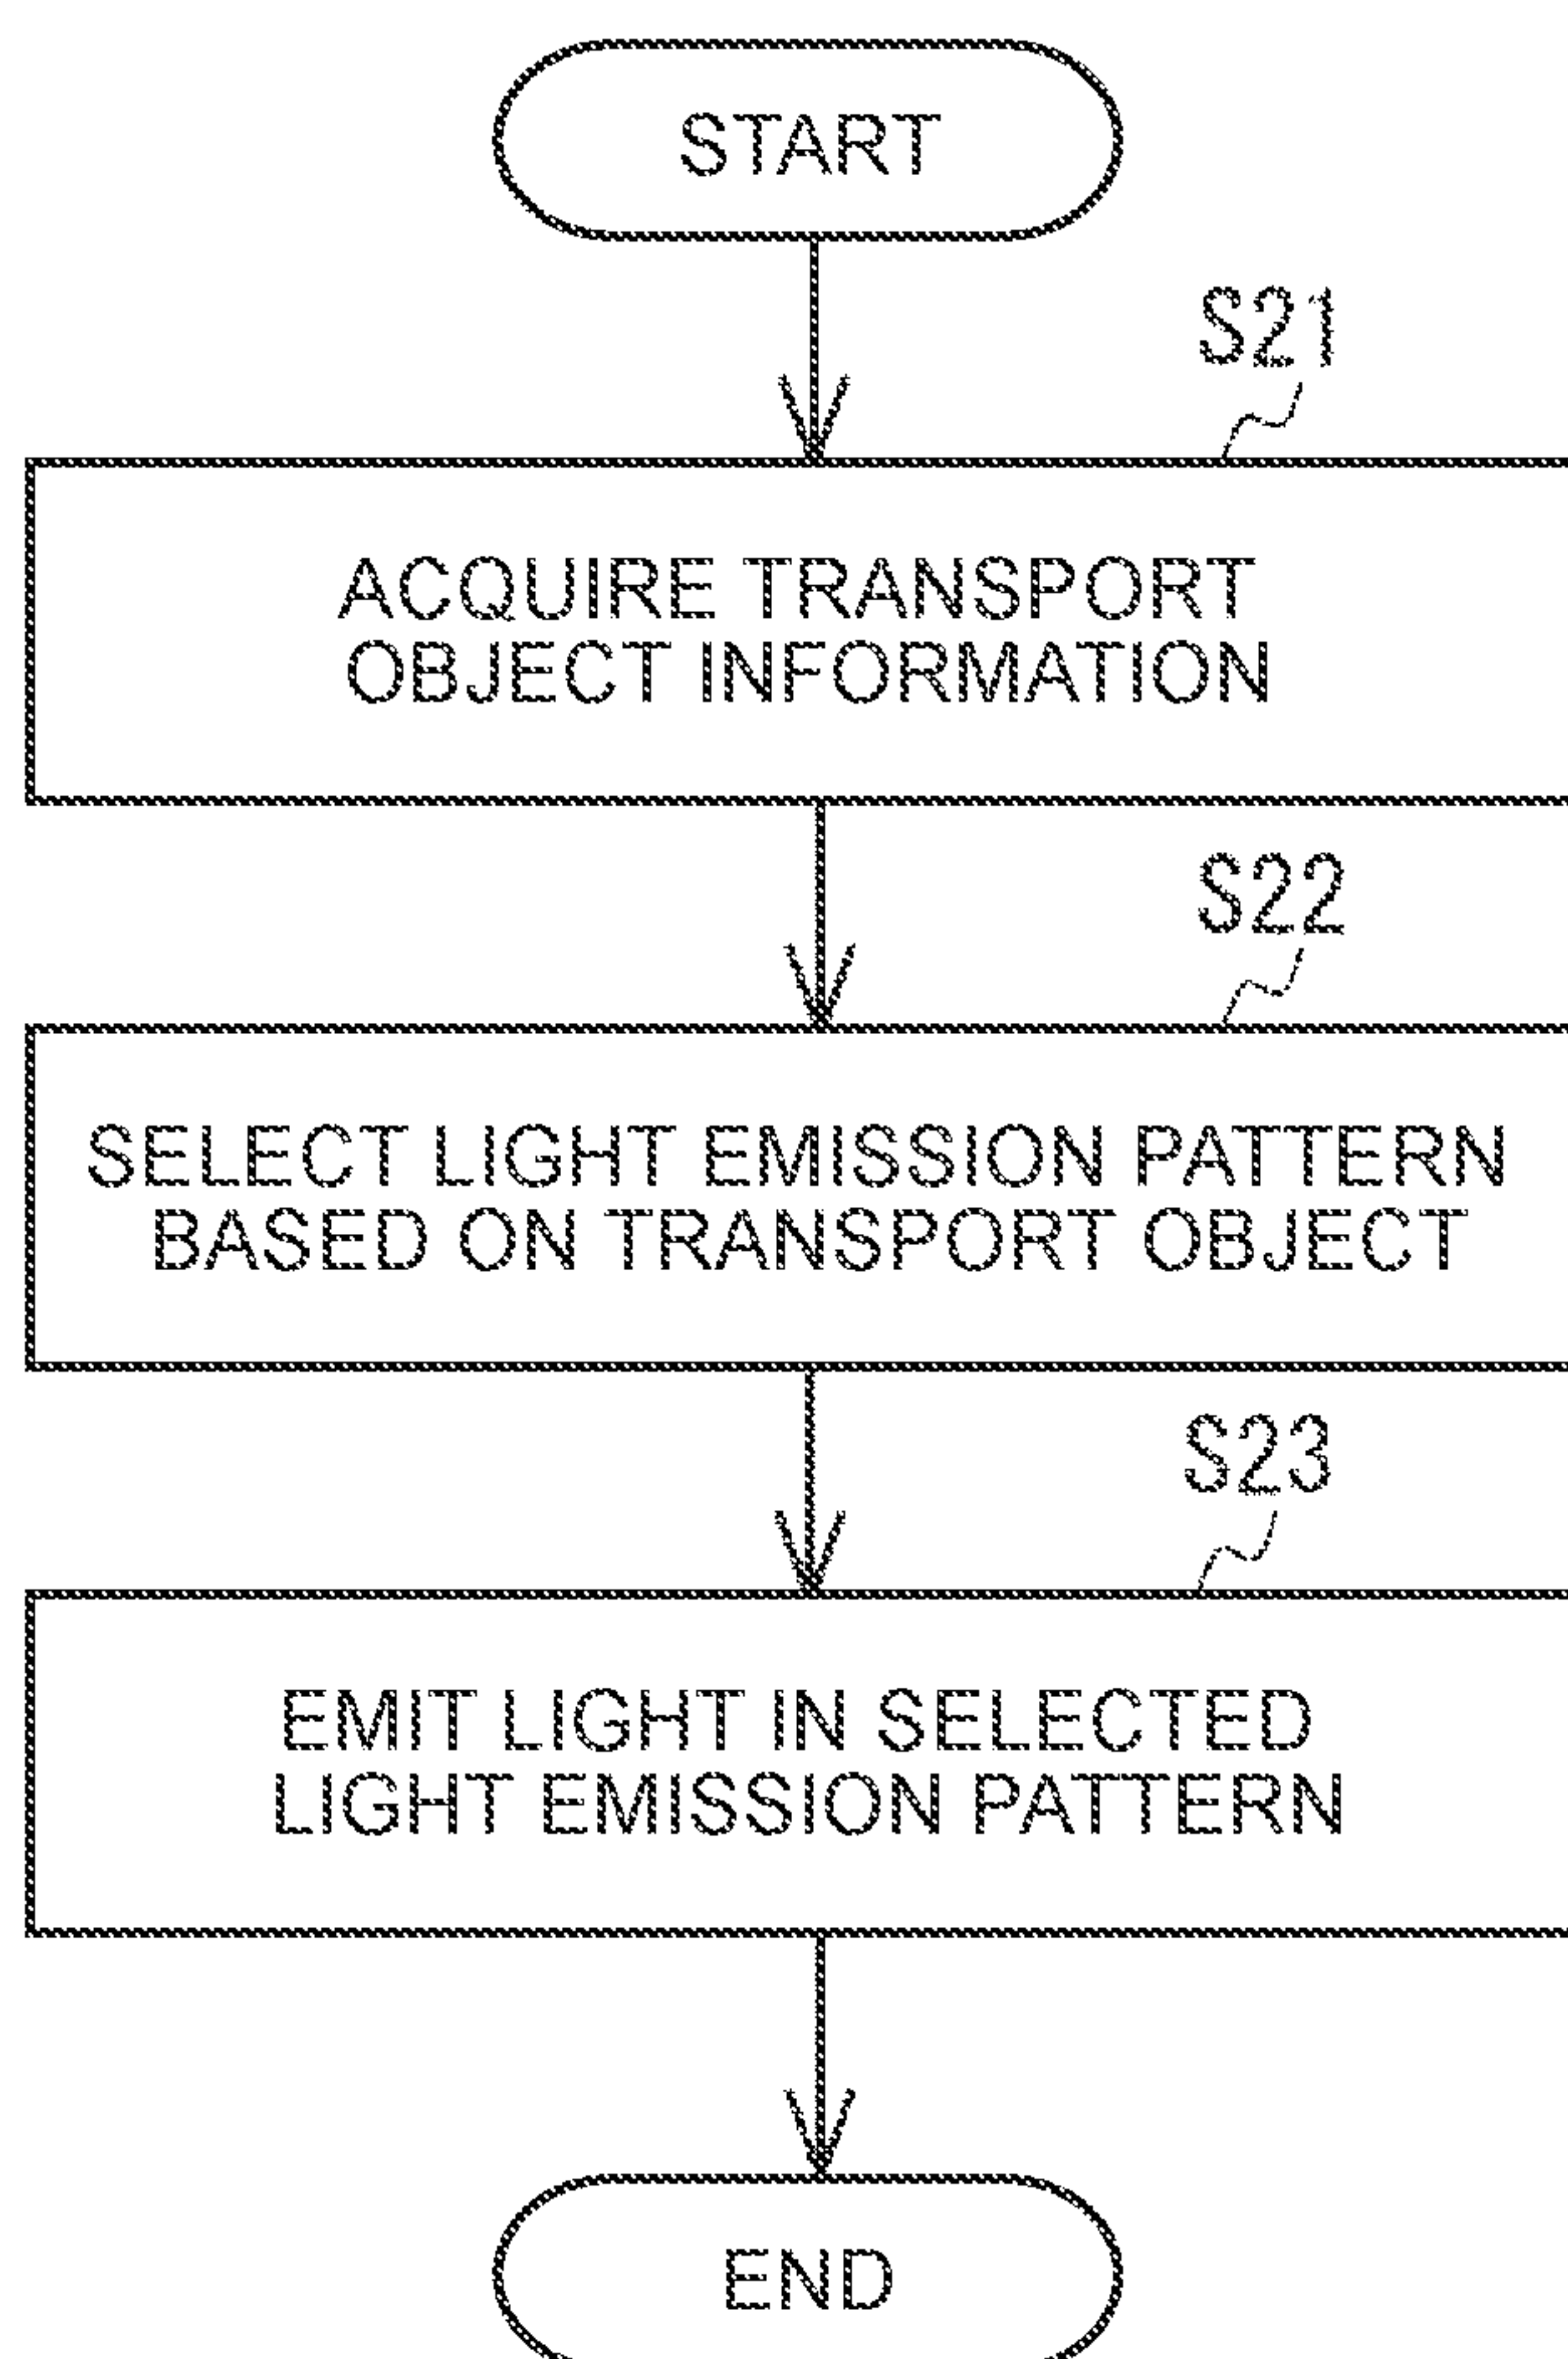 START
S21
ACQUIRE TRANSPORT
OBJECT INFORMATION
S22
SELECT LIGHT EMISSION PATTERN
BASED ON TRANSPORT OBJECT
S23
EMIT LIGHT IN SELECTED
LIGHT EMISSION PATTERN
END